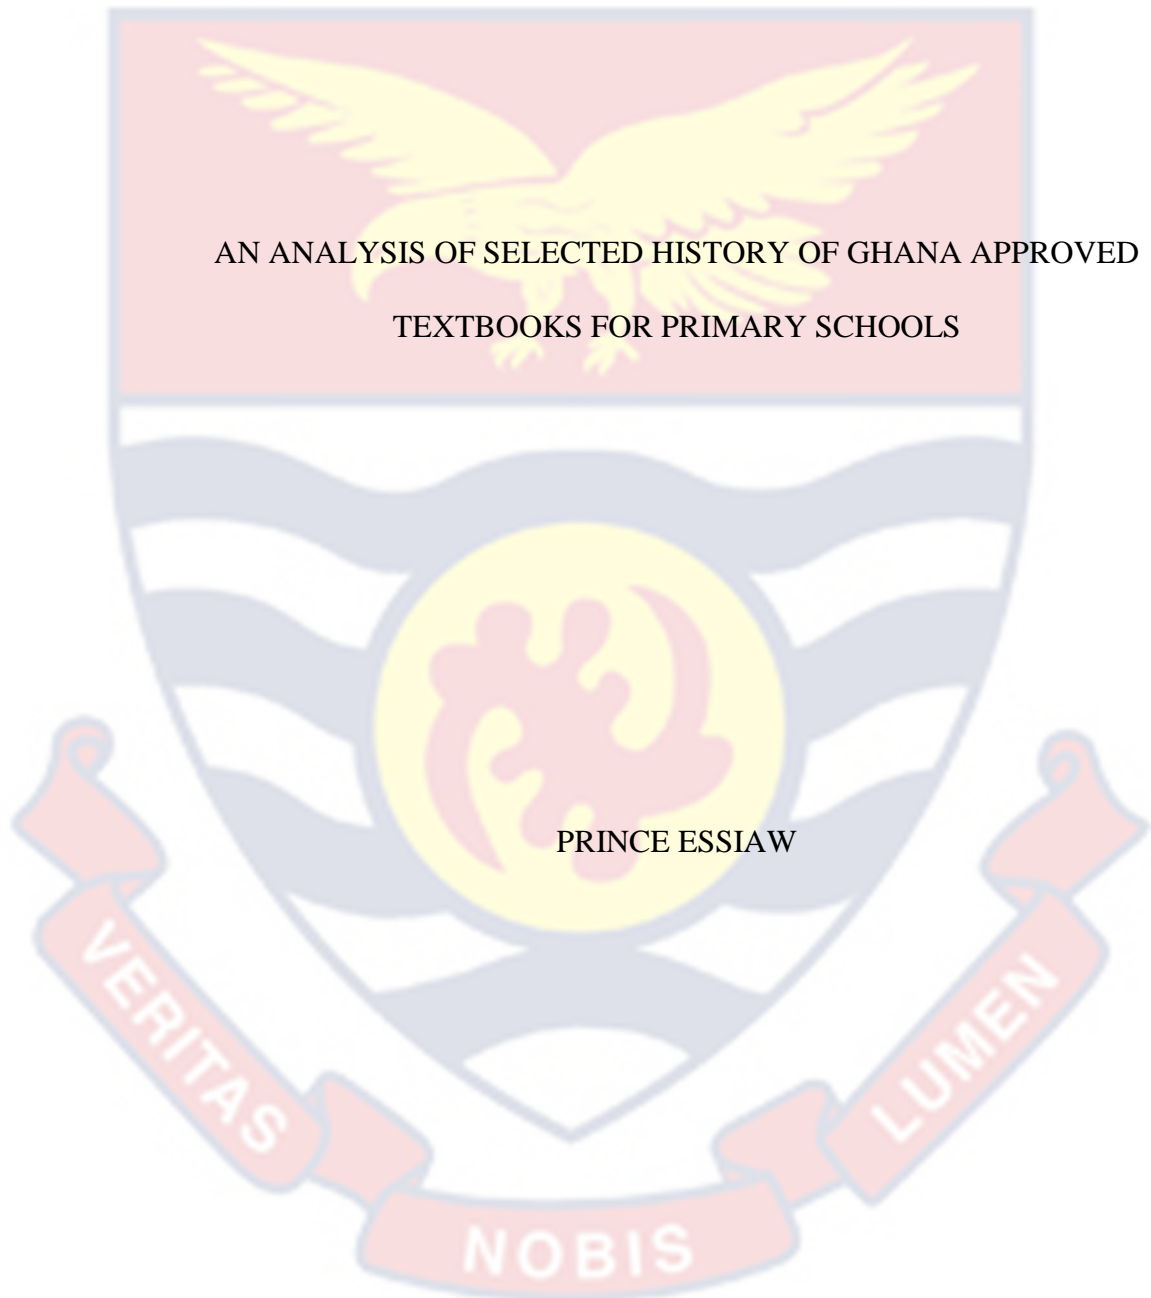 AN ANALYSIS OF SELECTED HISTORY OF GHANA APPROVED
TEXTBOOKS FOR PRIMARY SCHOOLS
PRINCE ESSIAW
VERITAS
NOBIS
LUMEN